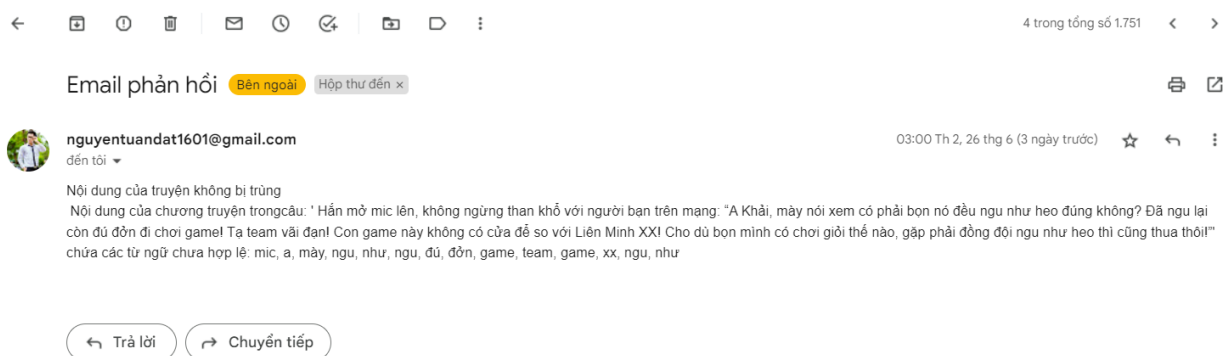 4 trong tổng số 1.751
Email phản hồi Bên ngoài Hộp thư đến ×
nguyentuandat1601@gmail.com 03:00 Th 2, 26 thg 6 (3 ngày trước)
đến tôi
Nội dung của truyện không bị trùng
Nội dung của chương truyện trongcâu: ' Hắn mở mic lên, không ngừng than khổ với người bạn trên mạng: “A Khải, mày nói xem có phải bọn nó đều ngu như heo đúng không? Đã ngu lại
còn đú đởn đi chơi game! Tạ team vãi đạn! Con game này không có cửa để so với Liên Minh XX! Cho dù bọn mình có chơi giỏi thế nào, gặp phải đồng đội ngu như heo thì cũng thua thôi!”'
chứa các từ ngữ chưa hợp lệ: mic, a, mày, ngu, như, ngu, đú, đởn, game, team, game, xx, ngu, như
Trả lời Chuyển tiếp